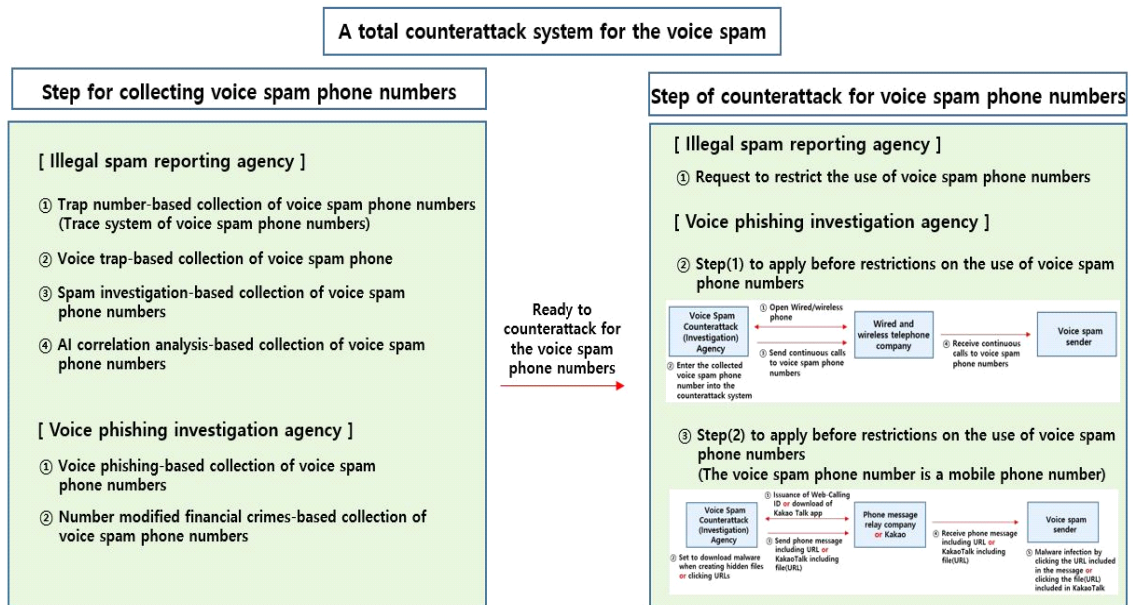 A total counterattack system for the voice spam
Step for collecting voice spam phone numbers
[ Illegal spam reporting agency ]
① Trap number-based collection of voice spam phone numbers
(Trace system of voice spam phone numbers)
② Voice trap-based collection of voice spam phone
③ Spam investigation-based collection of voice spam
phone numbers
④ AI correlation analysis-based collection of voice spam
phone numbers
[ Voice phishing investigation agency ]
① Voice phishing-based collection of voice spam
phone numbers
② Number modified financial crimes-based collection of
voice spam phone numbers
Ready to
counterattack for
the voice spam
phone numbers
Step of counterattack for voice spam phone numbers
[ Illegal spam reporting agency ]
① Request to restrict the use of voice spam phone numbers
[ Voice phishing investigation agency ]
② Step(1) to apply before restrictions on the use of voice spam
phone numbers
Voice Spam
Counterattack
(Investigation)
Agency
② Enter the collected
voice spam phone
number into the
counterattack system
① Open Wired/wireless
phone
③ Send continuous calls
to voice spam phone
numbers
Wired and
wireless telephone
company
④ Receive continuous
calls to voice spam
phone numbers
Voice spam
sender
③ Step(2) to apply before restrictions on the use of voice spam
phone numbers
(The voice spam phone number is a mobile phone number)
Voice Spam
Counterattack
(Investigation)
Agency
② Set to download malware
when creating hidden files
or clicking URLs
① Issuance of Web-Calling
ID or download of
Kakao Talk app
③ Send phone message
including URL or
KakaoTalk including
file(URL)
Phone message
relay company
or Kakao
④ Receive phone message
including URL or
KakaoTalk including
file(URL)
Voice spam
sender
⑤ Malware infection by
clicking the URL included
in the message or
clicking the file(URL)
included in KakaoTalk